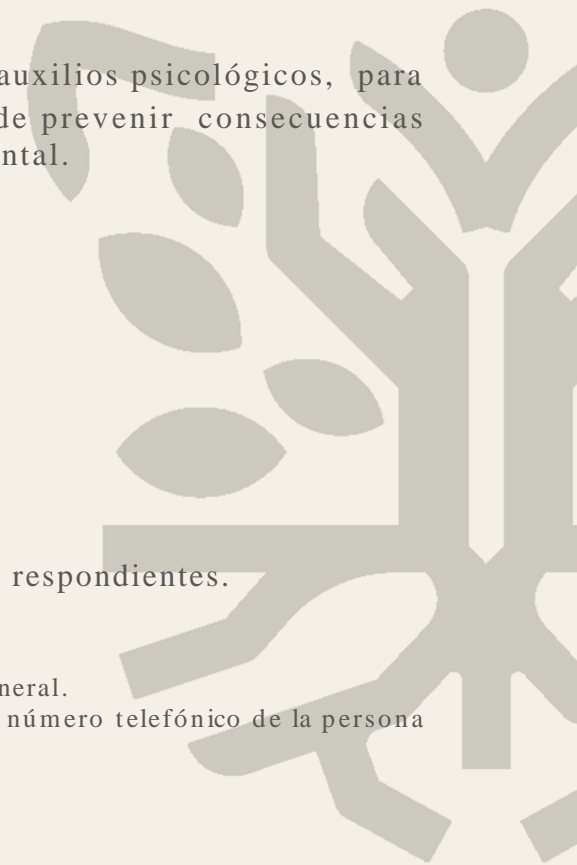 auxilios psicológicos, para
de prevenir consecuencias
ntal.
respondientes.
neral.
número telefónico de la persona